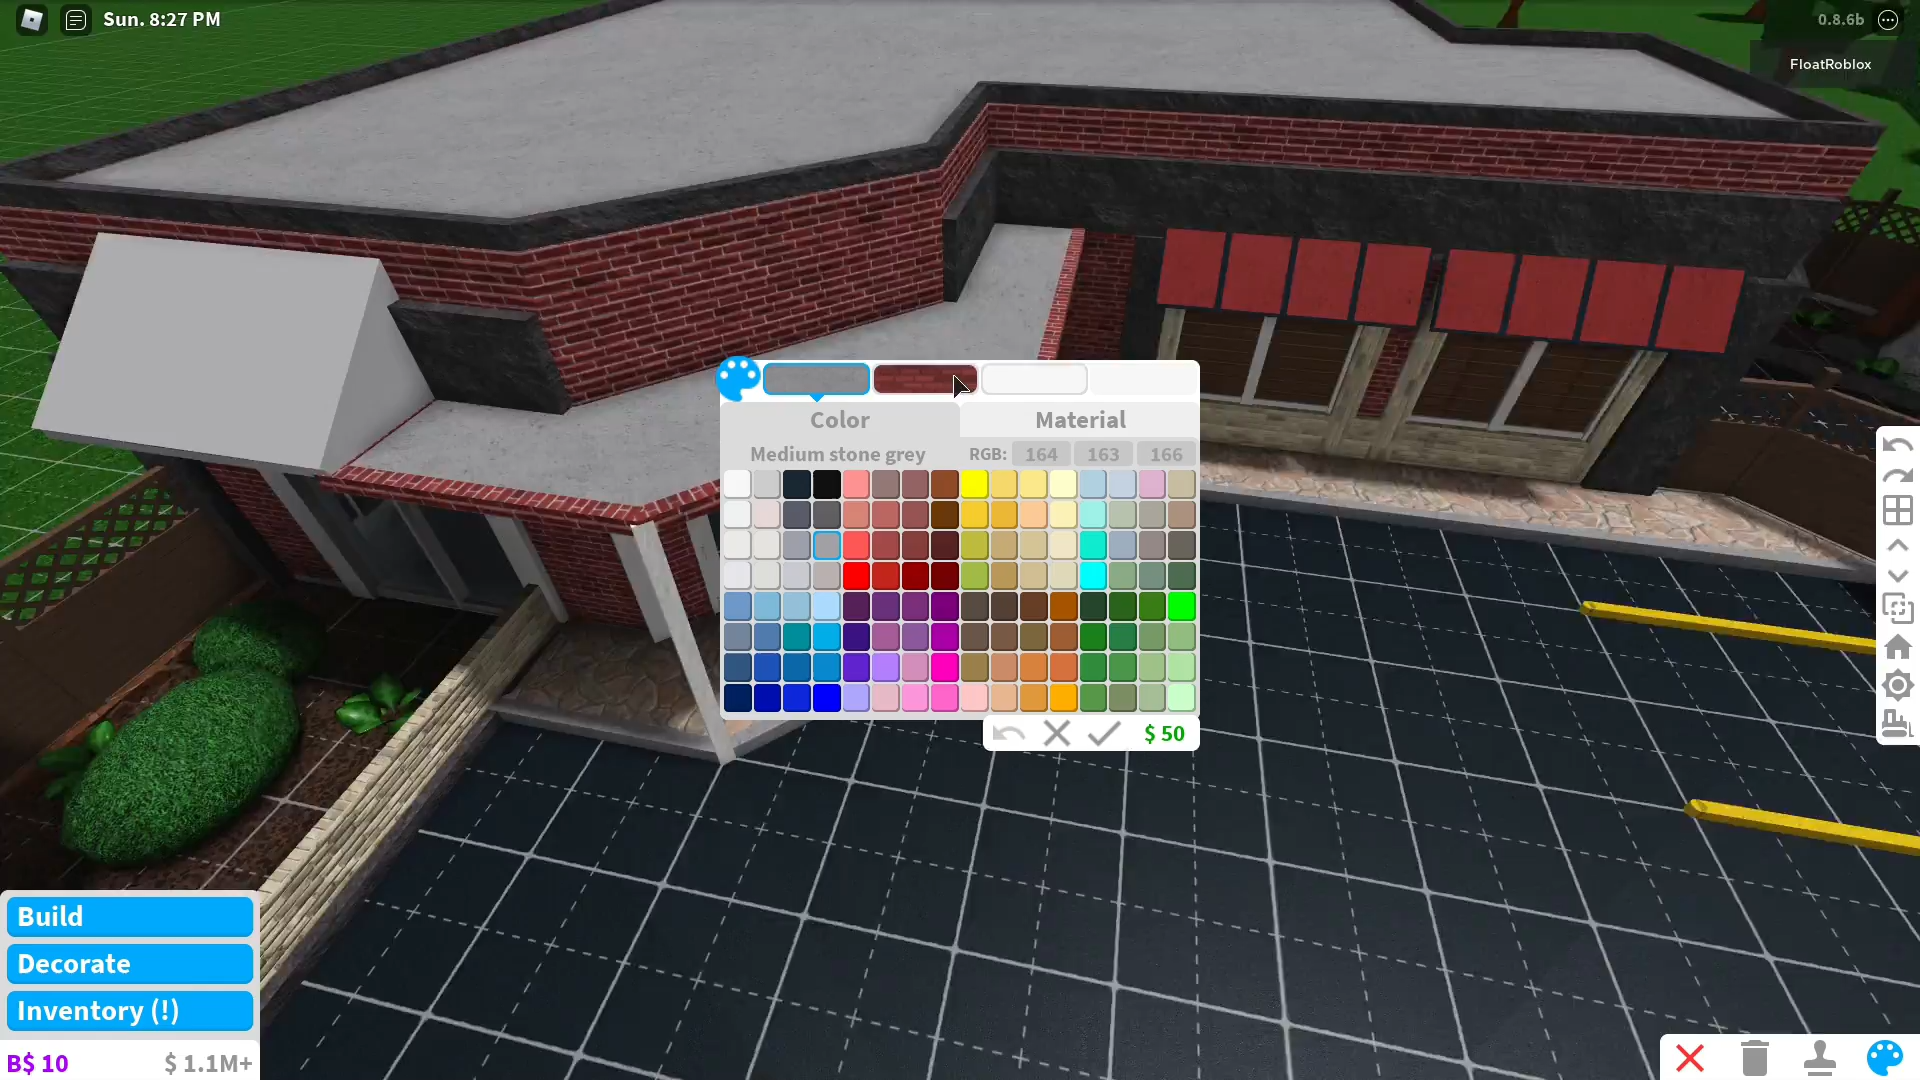 Sun. 8:27 PM
0.8.6b
FloatRoblox
Color
Material
Medium stone grey
RGB: 164 163 166
$ 50
Build
Decorate
Inventory (!)
B$ 10
$ 1.1M+